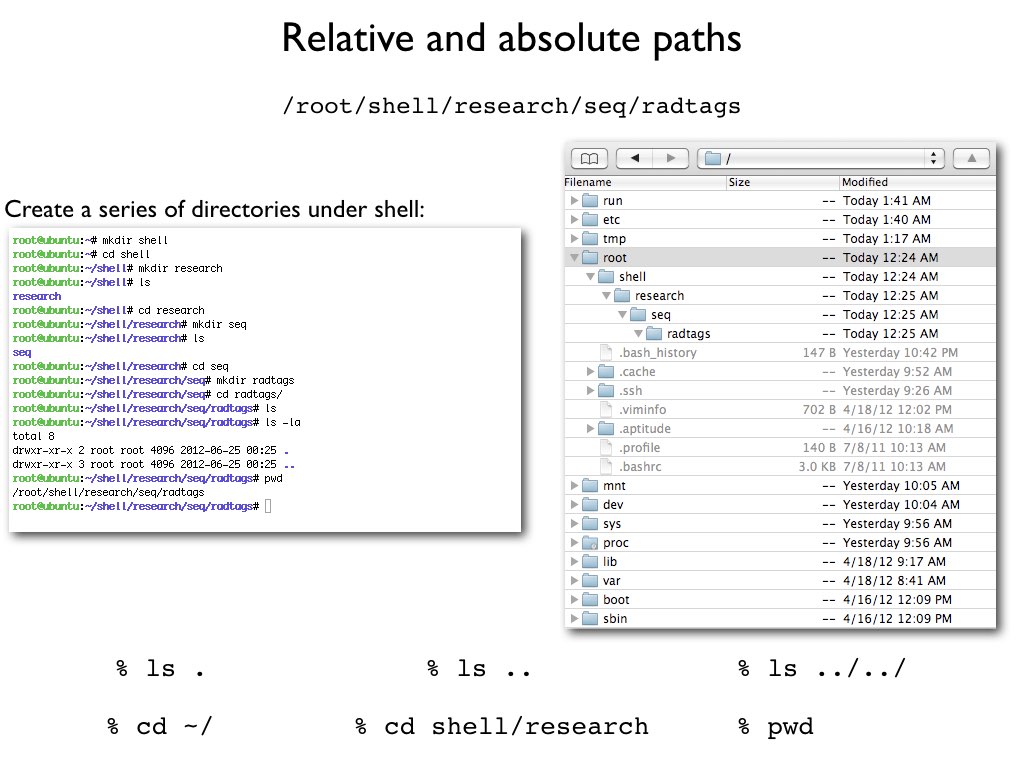 Relative and absolute paths
/root/shell/research/seq/radtags
Create a series of directories under shell:
root@ubuntu:~# mkdir shell
root@ubuntu:~# cd shell
root@ubuntu:~/shell# mkdir research
root@ubuntu:~/shell# ls
research
root@ubuntu:~/shell# cd research
root@ubuntu:~/shell/research# mkdir seq
root@ubuntu:~/shell/research# ls
seq
root@ubuntu:~/shell/research# cd seq
root@ubuntu:~/shell/research/seq# mkdir radtags
root@ubuntu:~/shell/research/seq# cd radtags/
root@ubuntu:~/shell/research/seq/radtags# ls
root@ubuntu:~/shell/research/seq/radtags# ls -la
total 8
drwxr-xr-x 2 root root 4096 2012-06-25 00:25 .
drwxr-xr-x 3 root root 4096 2012-06-25 00:25 ..
root@ubuntu:~/shell/research/seq/radtags# pwd
/root/shell/research/seq/radtags
root@ubuntu:~/shell/research/seq/radtags#
/
Filename Size Modified
run -- Today 1:41 AM
etc -- Today 1:40 AM
tmp -- Today 1:17 AM
root -- Today 12:24 AM
shell -- Today 12:24 AM
research -- Today 12:25 AM
seq -- Today 12:25 AM
radtags -- Today 12:25 AM
.bash_history 147 B Yesterday 10:42 PM
.cache -- Yesterday 9:52 AM
.ssh -- Yesterday 9:26 AM
.viminfo 702 B 4/18/12 12:02 PM
.aptitude -- 4/16/12 10:18 AM
.profile 140 B 7/8/11 10:13 AM
.bashrc 3.0 KB 7/8/11 10:13 AM
mnt -- Yesterday 10:05 AM
dev -- Yesterday 10:04 AM
sys -- Yesterday 9:56 AM
proc -- Yesterday 9:56 AM
lib -- 4/18/12 9:17 AM
var -- 4/18/12 8:41 AM
boot -- 4/16/12 12:09 PM
sbin -- 4/16/12 12:09 PM
% ls . % ls .. % ls ../../
% cd ~/ % cd shell/research % pwd